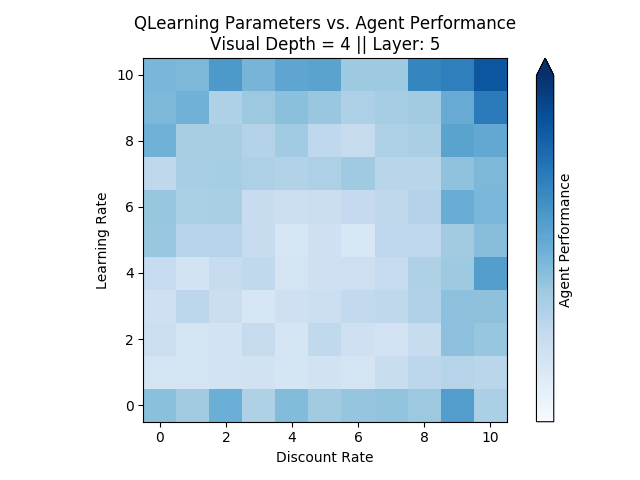 QLearning Parameters vs. Agent Performance
Visual Depth = 4 || Layer: 5
10
8
6
4
2
0
Learning Rate
0 2 4 6 8 10
Discount Rate
Agent Performance